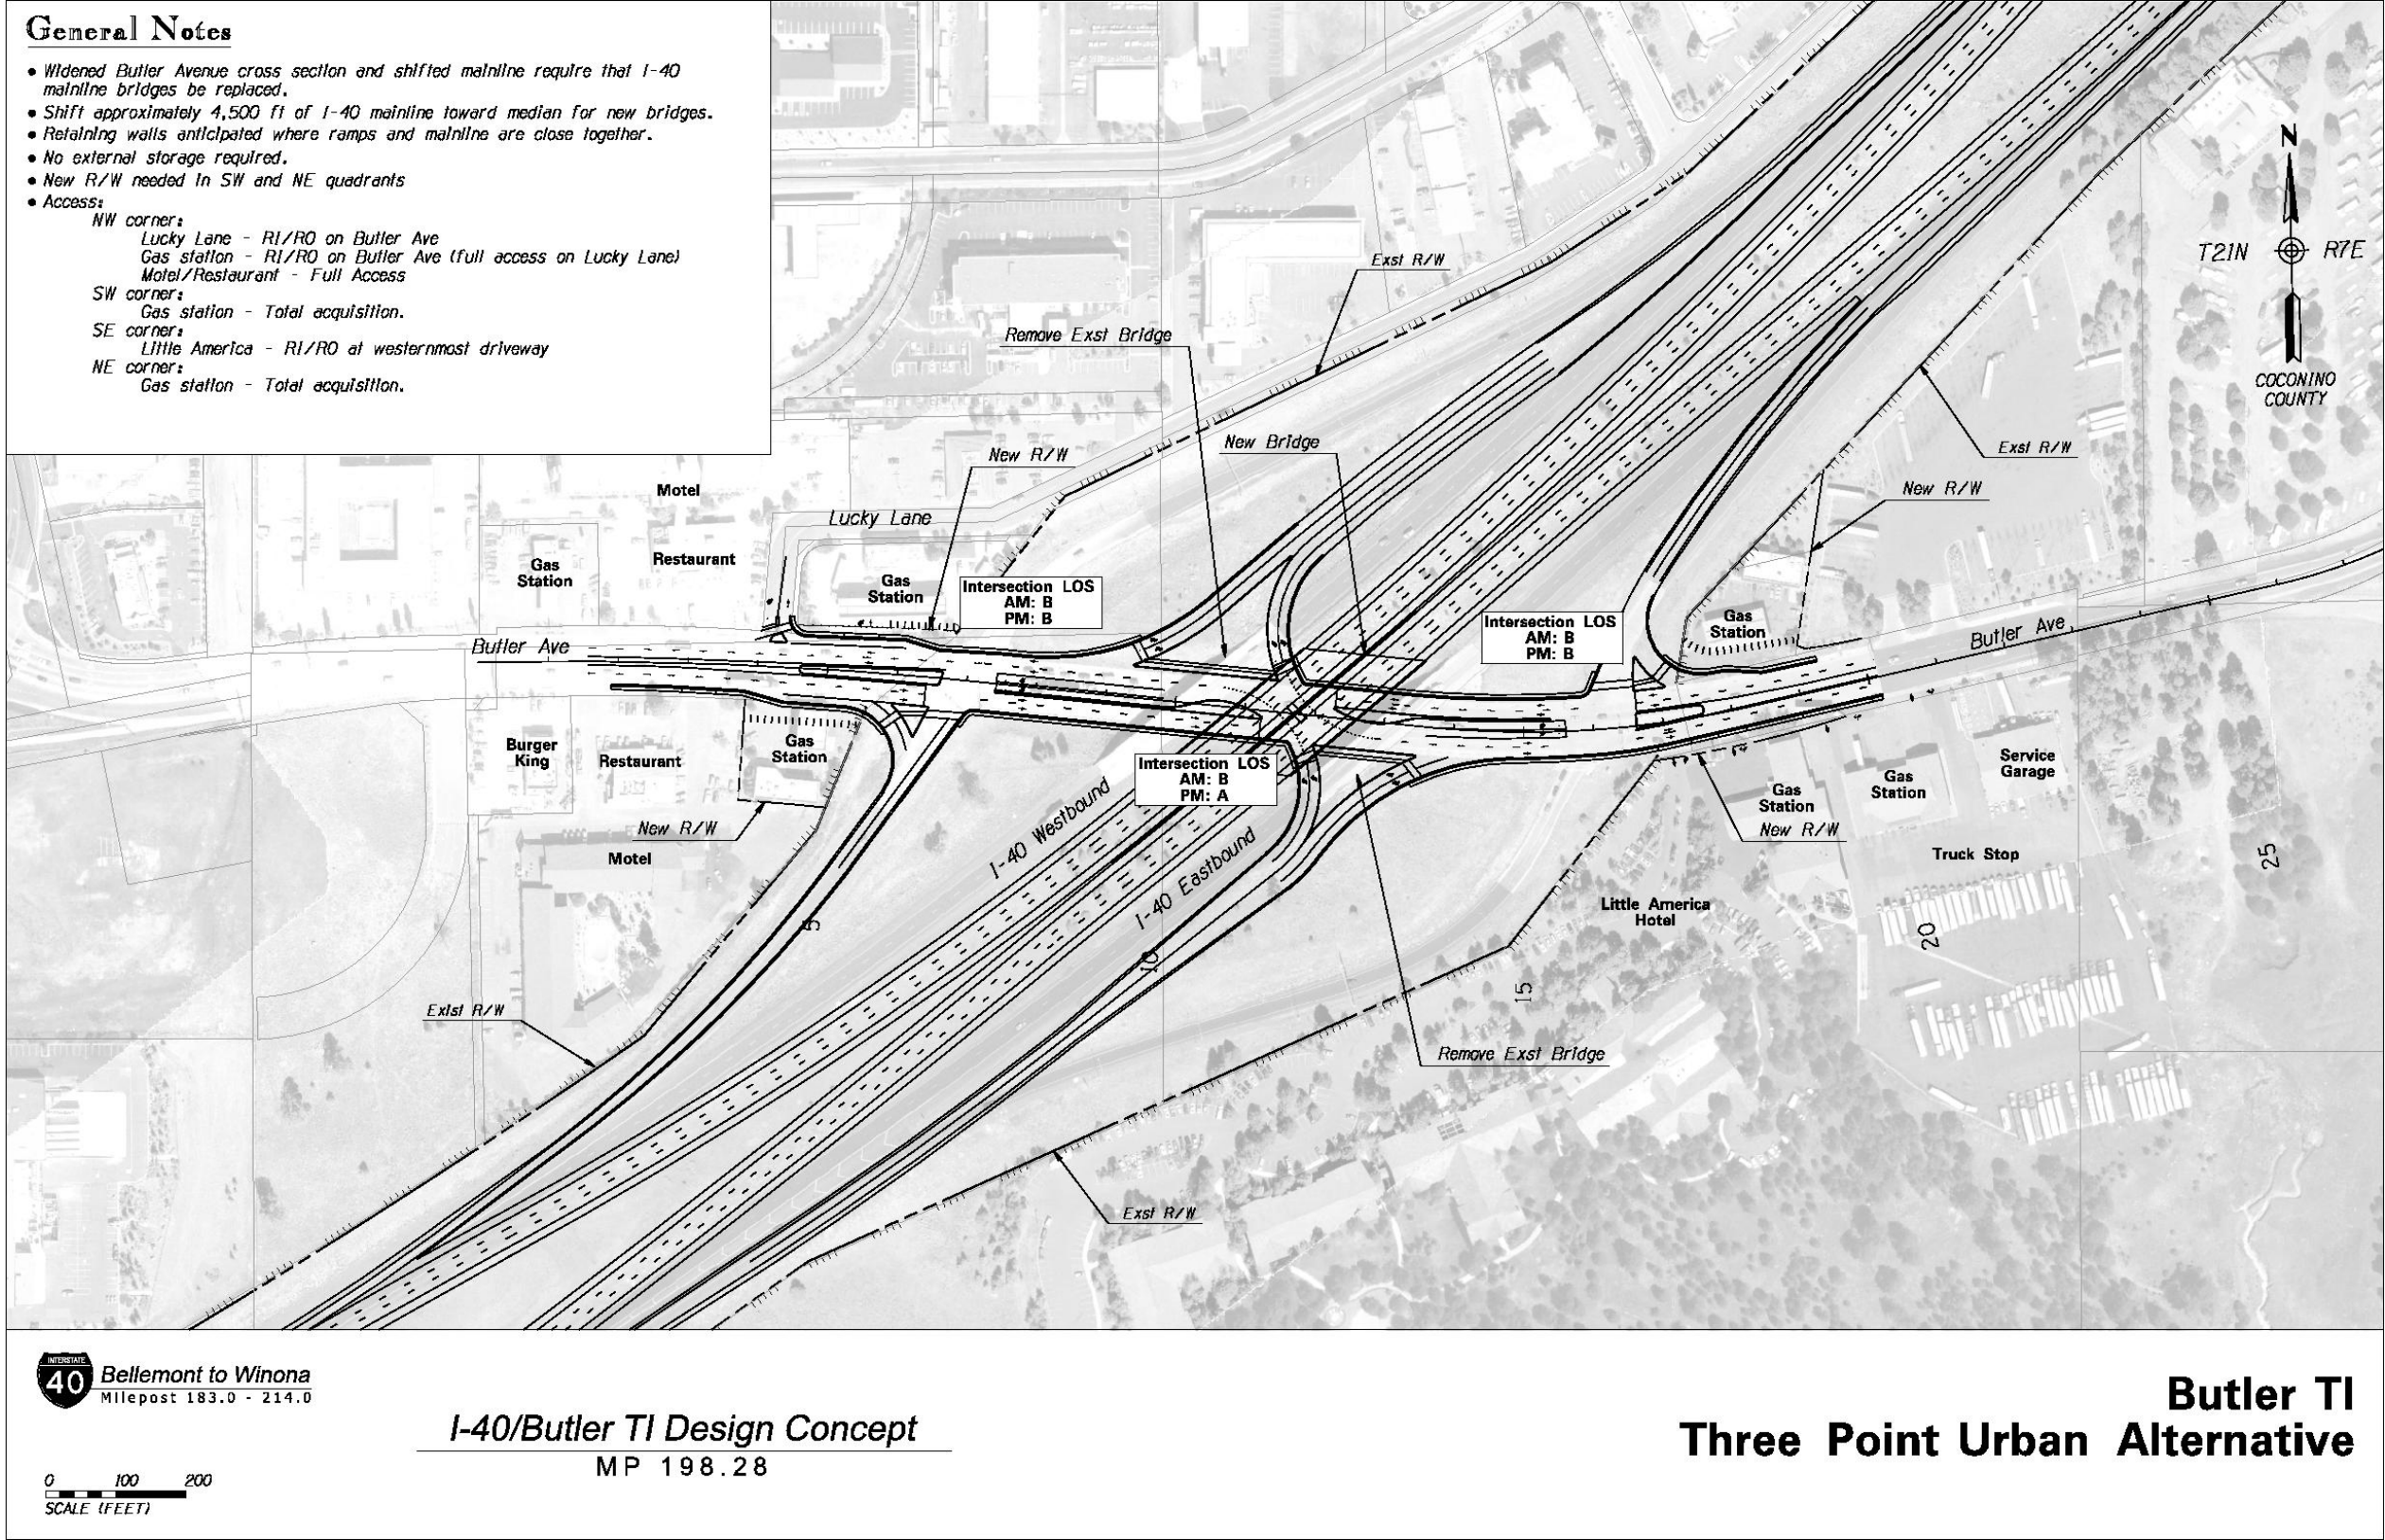 General Notes
• Widened Butler Avenue cross section and shifted mainline require that I-40
mainline bridges be replaced.
• Shift approximately 4,500 ft of I-40 mainline toward median for new bridges.
• Retaining walls anticipated where ramps and mainline are close together.
• No external storage required.
• New R/W needed in SW and NE quadrants
• Access:
NW corner:
Lucky Lane - RI/RO on Butler Ave
Gas station - RI/RO on Butler Ave (full access on Lucky Lane)
Motel/Restaurant - Full Access
SW corner:
Gas station - Total acquisition.
SE corner:
Little America - RI/RO at westernmost driveway
NE corner:
Gas station - Total acquisition.
N
T21N
R7E
COCONINO
COUNTY
Exst R/W
Remove Exst Bridge
New Bridge
New R/W
Exst R/W
New R/W
Motel
Lucky Lane
Restaurant
Gas
Station
Gas
Station
Intersection LOS
AM: B
PM: B
Intersection LOS
AM: B
PM: B
Gas
Station
Butler Ave
Butler Ave
Burger
King
Restaurant
Gas
Station
Intersection LOS
AM: B
PM: A
Service
Garage
Gas
Station
Gas
Station
New R/W
New R/W
Motel
I-40 Westbound
I-40 Eastbound
Truck Stop
25
Little America
Hotel
5
10
15
20
Exist R/W
Remove Exst Bridge
Exst R/W
INTERSTATE
40
Bellemont to Winona
Milepost 183.0 - 214.0
I-40/Butler TI Design Concept
MP 198.28
Butler TI
Three Point Urban Alternative
0 100 200
SCALE (FEET)